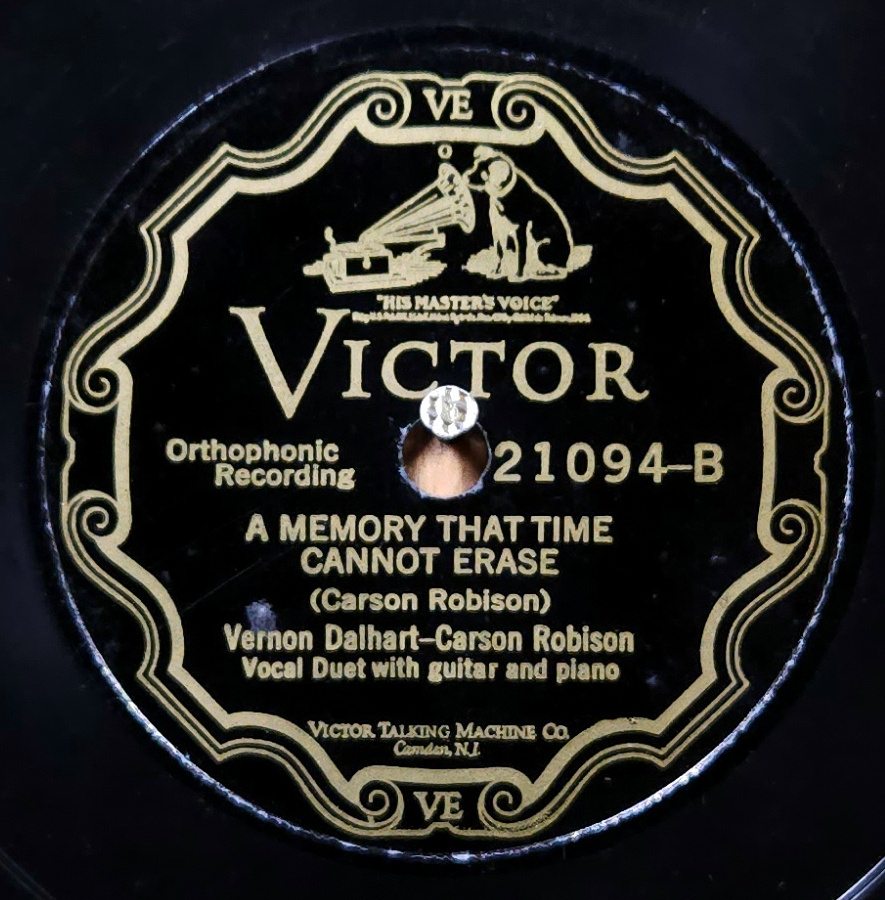 VE
"HIS MASTER'S VOICE"
VICTOR
Orthophonic
Recording
21094-B
A MEMORY THAT TIME
CANNOT ERASE
(Carson Robison)
Vernon Dalhart-Carson Robison
Vocal Duet with guitar and piano
VICTOR TALKING MACHINE CO.
Camden, N.J.
VE